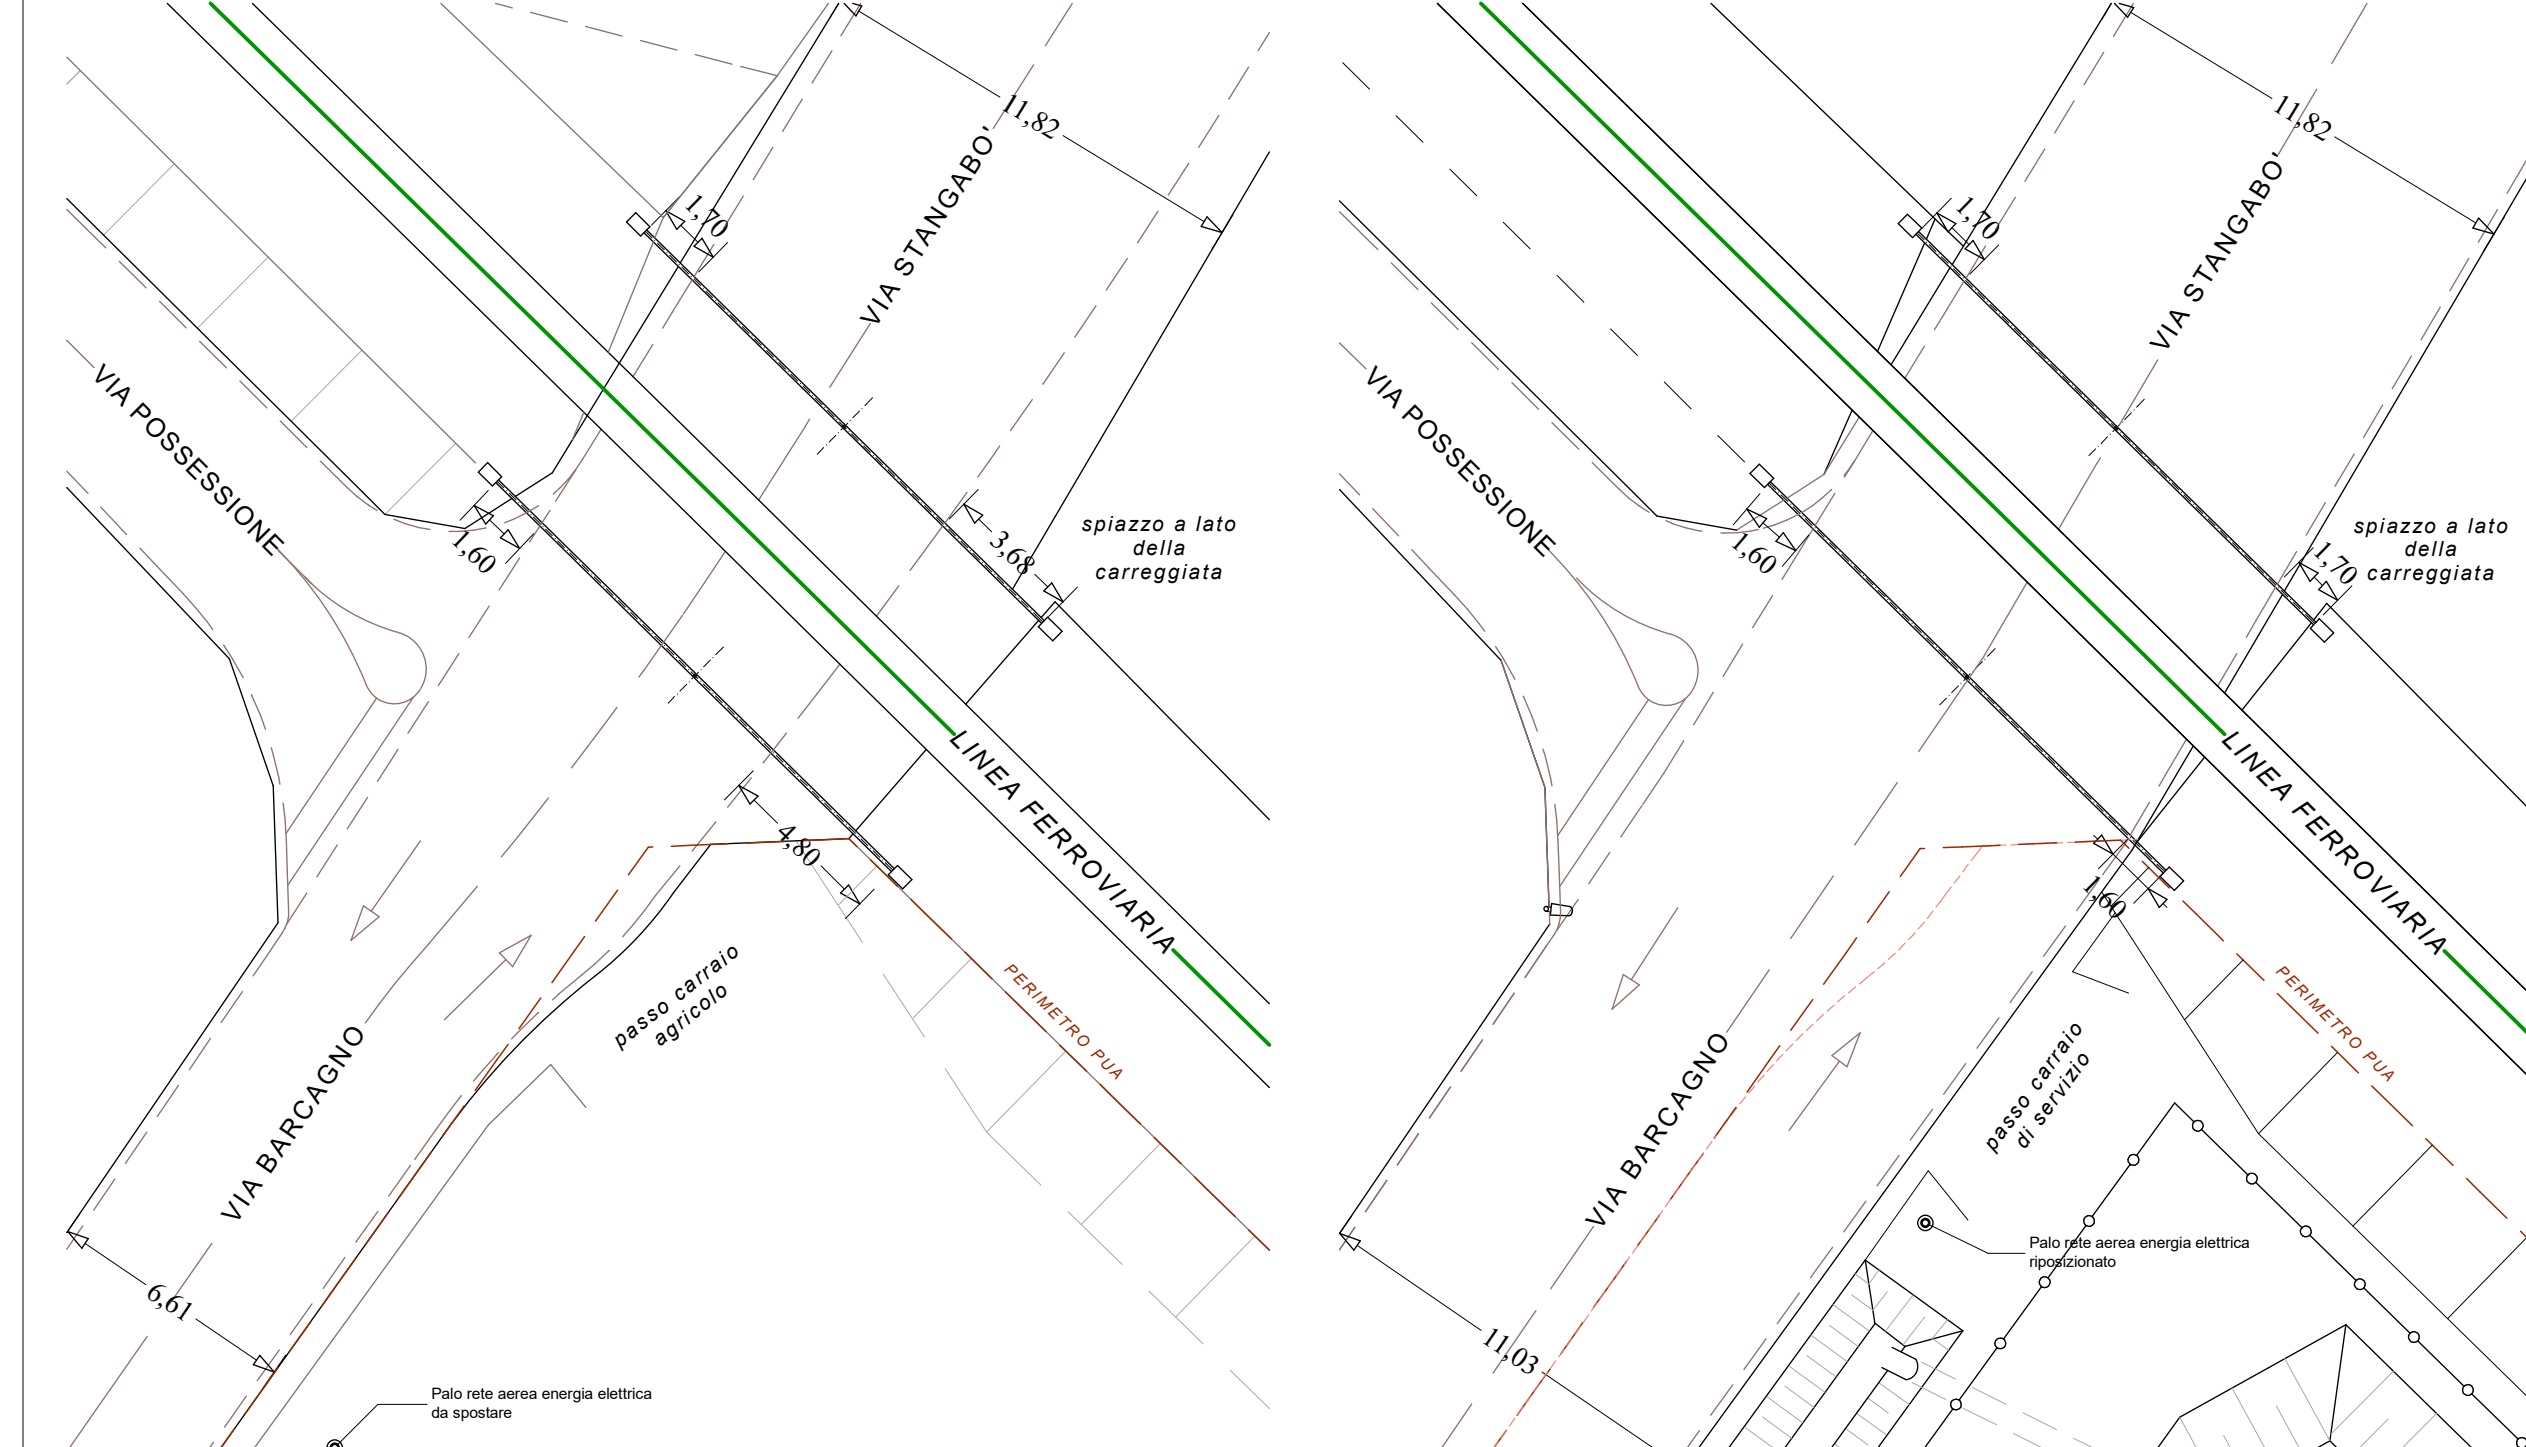 11,82
1,70
VIA STANGABO'
VIA POSSESSIONE
1,60
3,68
spiazzo a lato
della
carreggiata
LINEA FERROVIARIA
4,80
passo carraio
agricolo
PERIMETRO PUA
VIA BARCAGNO
6,61
Palo rete aerea energia elettrica
da spostare
11,82
1,70
VIA STANGABO'
VIA POSSESSIONE
1,60
spiazzo a lato
della
carreggiata
1,70
LINEA FERROVIARIA
1,60
PERIMETRO PUA
passo carraio
di servizio
VIA BARCAGNO
Palo rete aerea energia elettrica
riposizionato
11,03